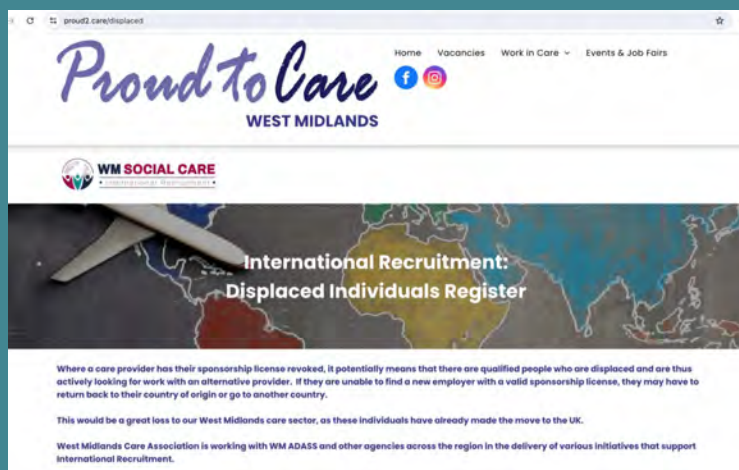 proud2.care/displaced
Proud to Care
WEST MIDLANDS
Home Vacancies Work in Care Events & Job Fairs
WM SOCIAL CARE
International Recruitment
International Recruitment:
Displaced Individuals Register
Where a care provider has their sponsorship license revoked, it potentially means that there are qualified people who are displaced and are thus
actively looking for work with an alternative provider. If they are unable to find a new employer with a valid sponsorship license, they may have to
return back to their country of origin or go to another country.
This would be a great loss to our West Midlands care sector, as these individuals have already made the move to the UK.
West Midlands Care Association is working with WM ADASS and other agencies across the region in the delivery of various initiatives that support
International Recruitment.